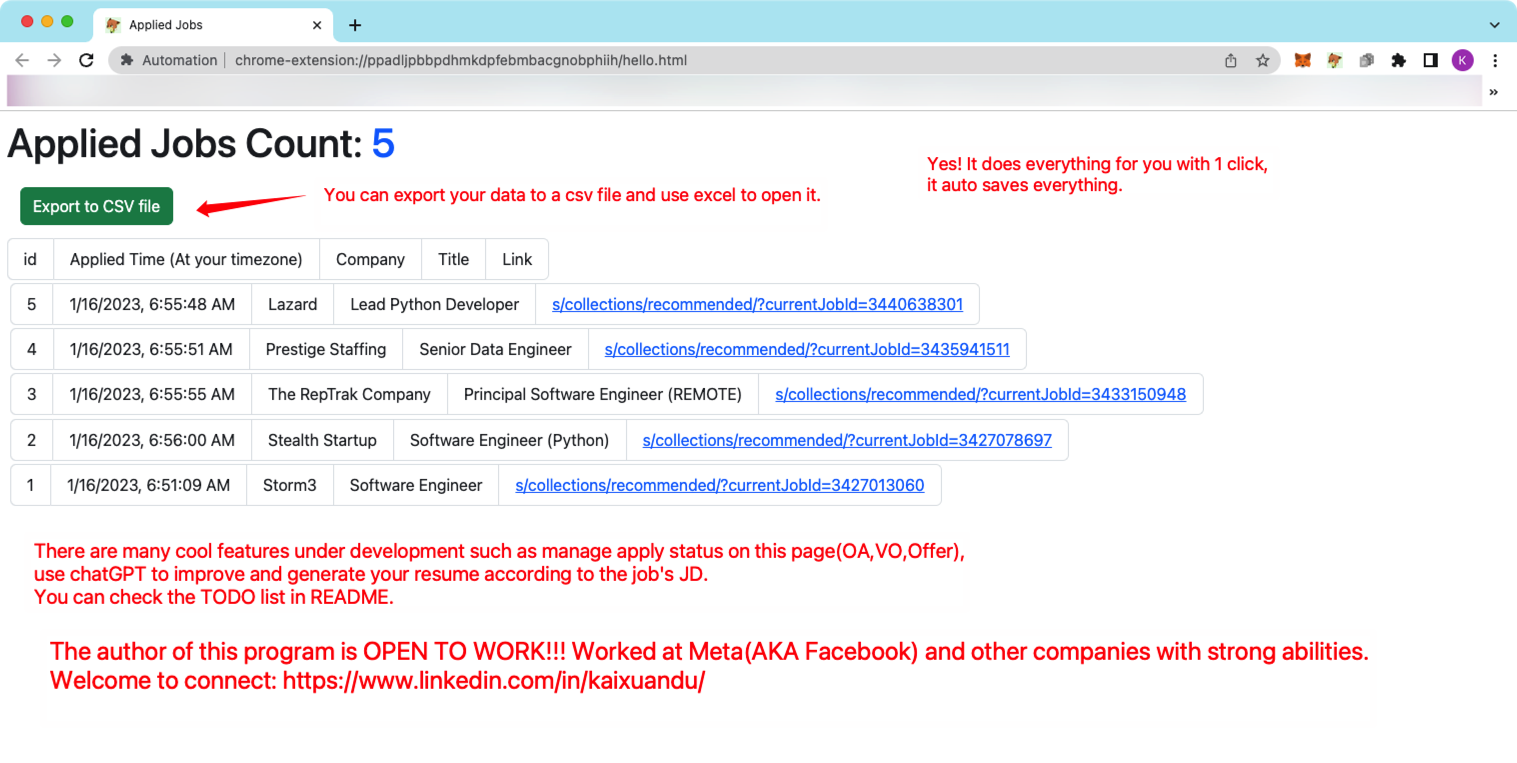 Applied Jobs
Automation chrome-extension://ppadljpbbpdhmkdpfebmbacgnobphiih/hello.html
K
Applied Jobs Count: 5
Yes! It does everything for you with 1 click,
it auto saves everything.
Export to CSV file
You can export your data to a csv file and use excel to open it.
id Applied Time (At your timezone) Company Title Link
5 1/16/2023, 6:55:48 AM Lazard Lead Python Developer s/collections/recommended/?currentJobId=3440638301
4 1/16/2023, 6:55:51 AM Prestige Staffing Senior Data Engineer s/collections/recommended/?currentJobId=3435941511
3 1/16/2023, 6:55:55 AM The RepTrak Company Principal Software Engineer (REMOTE) s/collections/recommended/?currentJobId=3433150948
2 1/16/2023, 6:56:00 AM Stealth Startup Software Engineer (Python) s/collections/recommended/?currentJobId=3427078697
1 1/16/2023, 6:51:09 AM Storm3 Software Engineer s/collections/recommended/?currentJobId=3427013060
There are many cool features under development such as manage apply status on this page(OA,VO,Offer),
use chatGPT to improve and generate your resume according to the job's JD.
You can check the TODO list in README.
The author of this program is OPEN TO WORK!!! Worked at Meta(AKA Facebook) and other companies with strong abilities.
Welcome to connect: https://www.linkedin.com/in/kaixuandu/